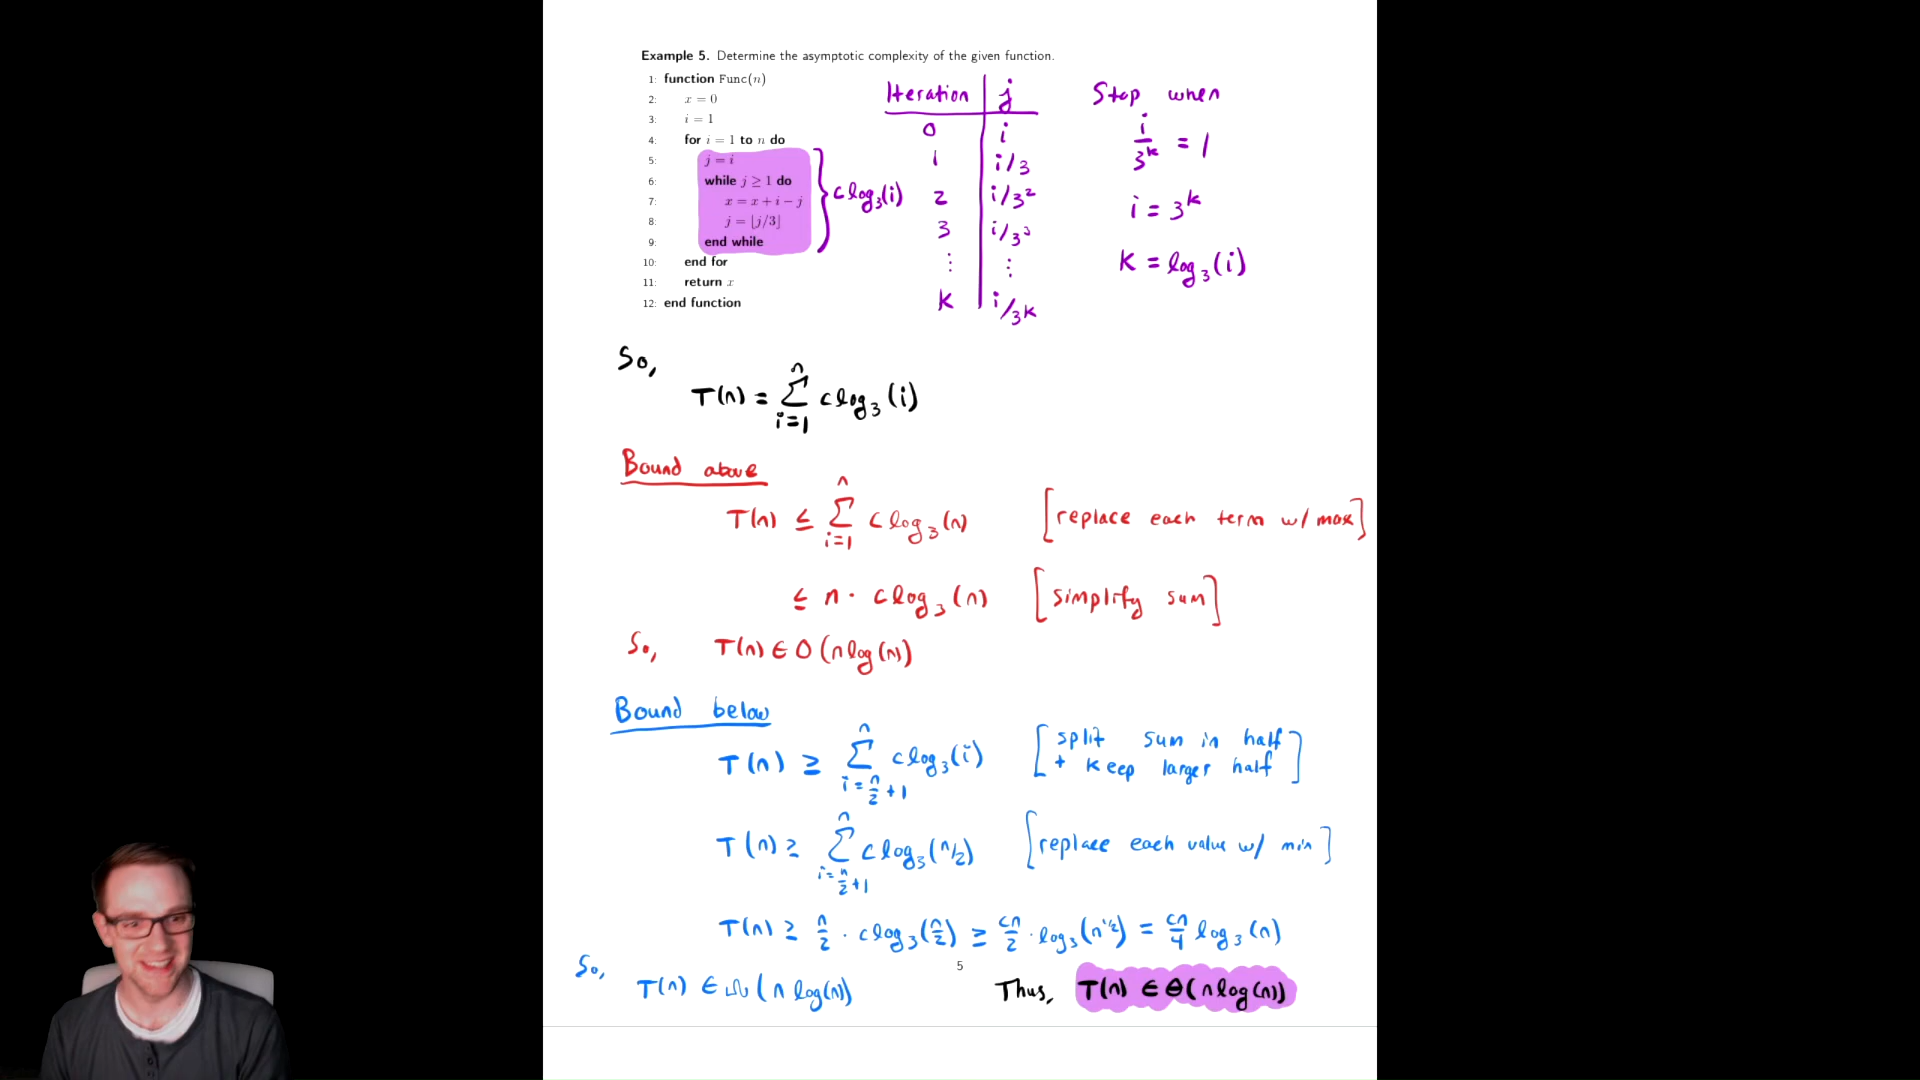 Example 5. Determine the asymptotic complexity of the given function.
1: function Func(n)
2: x = 0
3: i = 1
4: for i = 1 to n do
5: j = i
6: while j ≥ 1 do
7: x = x + i − j
8: j = ⌊j/3⌋
9: end while
10: end for
11: return x
12: end function
c log₃(i)
Iteration j
0 i
1 i/3
2 i/3²
3 i/3³
⋮ ⋮
k i/3^k
Stop when
i/3^k = 1
i = 3^k
k = log₃(i)
So,
T(n) = Σ_{i=1}^{n} c log₃(i)
Bound above
T(n) ≤ Σ_{i=1}^{n} c log₃(n) [replace each term w/ max]
≤ n · c log₃(n) [simplify sum]
So, T(n) ∈ O(n log(n))
Bound below
T(n) ≥ Σ_{i=n/2+1}^{n} c log₃(i) [split sum in half
+ keep larger half]
T(n) ≥ Σ_{i=n/2+1}^{n} c log₃(n/2) [replace each value w/ min]
T(n) ≥ n/2 · c log₃(n/2) ≥ cn/2 · log₃(n^{1/2}) = cn/4 log₃(n)
So,
T(n) ∈ Ω(n log(n))
5
Thus, T(n) ∈ Θ(n log(n))